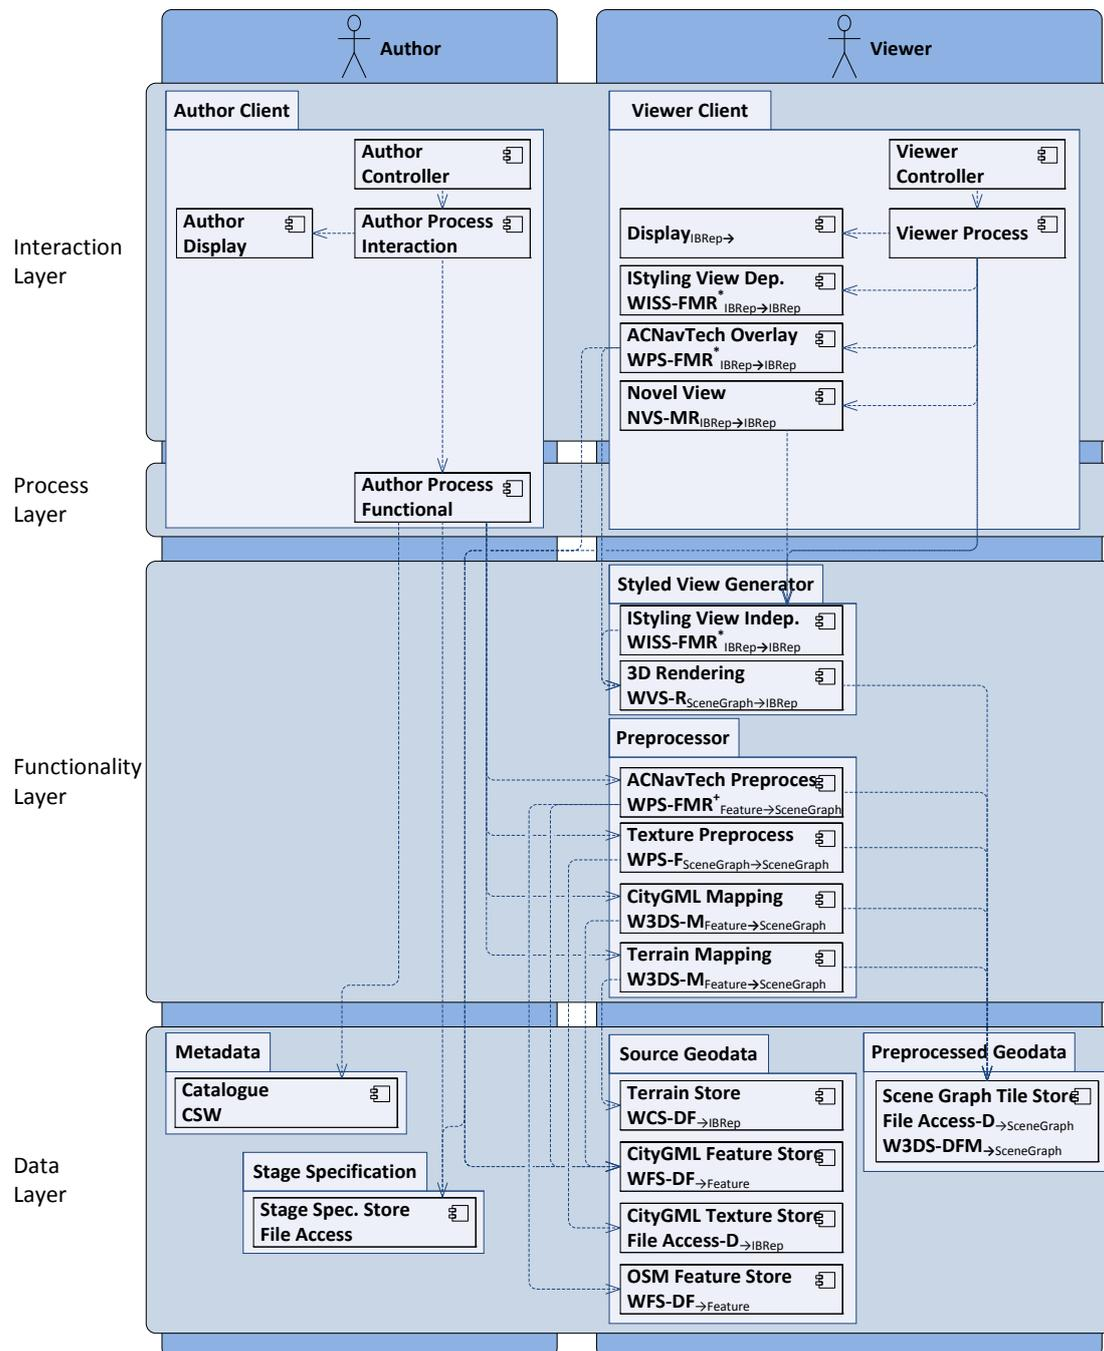 Author
Viewer
Interaction
Layer
Author Client
Author
Controller
Author
Display
Author Process
Interaction
Viewer Client
Viewer
Controller
Viewer Process
DisplayIBRep→
IStyling View Dep.
WISS-FMR*IBRep→IBRep
ACNavTech Overlay
WPS-FMR*IBRep→IBRep
Novel View
NVS-MRIBRep→IBRep
Process
Layer
Author Process
Functional
Functionality
Layer
Styled View Generator
IStyling View Indep.
WISS-FMR*IBRep→IBRep
3D Rendering
WVS-RSceneGraph→IBRep
Preprocessor
ACNavTech Preproces
WPS-FMR+Feature→SceneGraph
Texture Preprocess
WPS-FSceneGraph→SceneGraph
CityGML Mapping
W3DS-MFeature→SceneGraph
Terrain Mapping
W3DS-MFeature→SceneGraph
Data
Layer
Metadata
Catalogue
CSW
Stage Specification
Stage Spec. Store
File Access
Source Geodata
Terrain Store
WCS-DF→IBRep
CityGML Feature Store
WFS-DF→Feature
CityGML Texture Store
File Access-D→IBRep
OSM Feature Store
WFS-DF→Feature
Preprocessed Geodata
Scene Graph Tile Store
File Access-D→SceneGraph
W3DS-DFM→SceneGraph